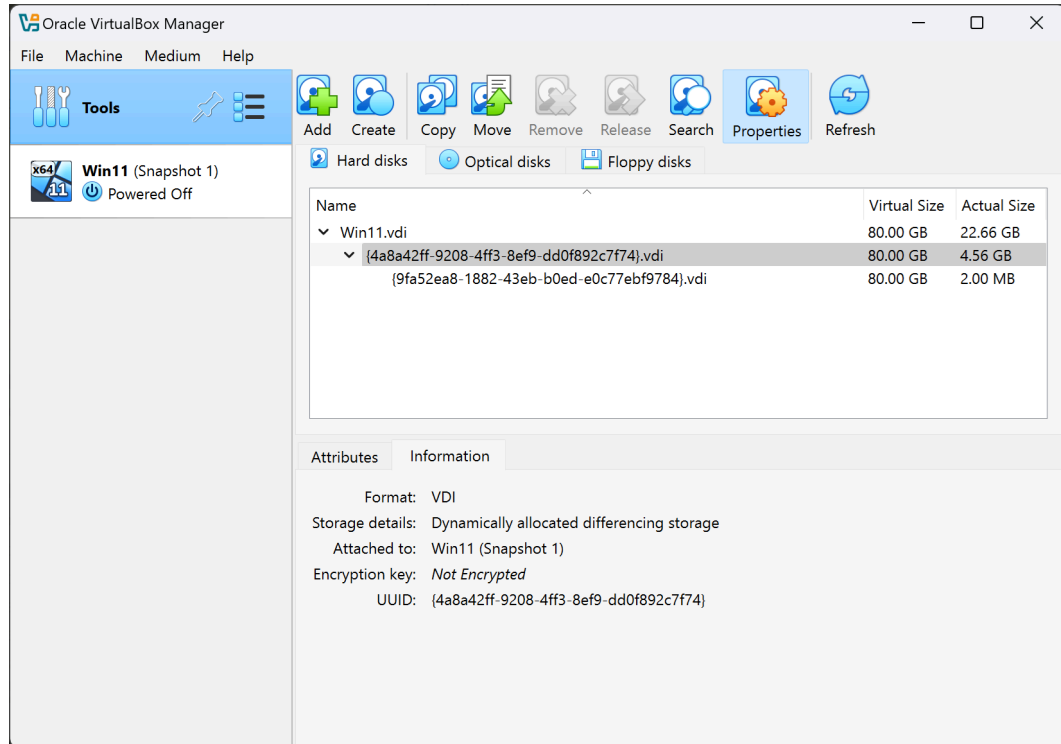 Oracle VirtualBox Manager
File Machine Medium Help
Tools
Add Create Copy Move Remove Release Search Properties Refresh
x64 11
Win11 (Snapshot 1)
Powered Off
Hard disks Optical disks Floppy disks
Name Virtual Size Actual Size
Win11.vdi 80.00 GB 22.66 GB
{4a8a42ff-9208-4ff3-8ef9-dd0f892c7f74}.vdi 80.00 GB 4.56 GB
{9fa52ea8-1882-43eb-b0ed-e0c77ebf9784}.vdi 80.00 GB 2.00 MB
Attributes Information
Format: VDI
Storage details: Dynamically allocated differencing storage
Attached to: Win11 (Snapshot 1)
Encryption key: Not Encrypted
UUID: {4a8a42ff-9208-4ff3-8ef9-dd0f892c7f74}